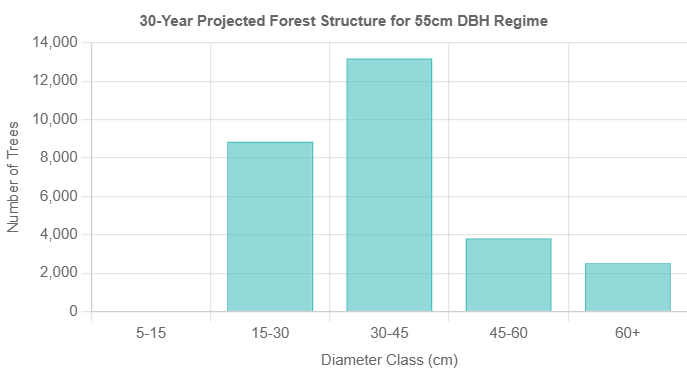 30-Year Projected Forest Structure for 55cm DBH Regime
14,000
12,000
10,000
8,000
6,000
4,000
2,000
0
Number of Trees
5-15 15-30 30-45 45-60 60+
Diameter Class (cm)